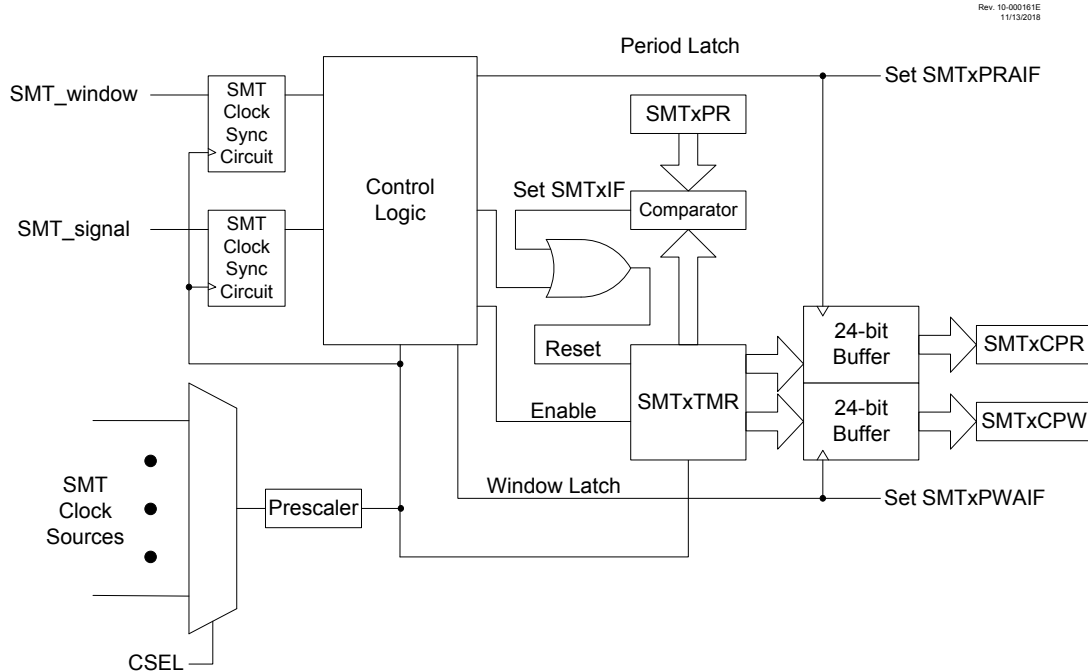 Rev. 10-000161E
11/13/2018
Period Latch
Set SMTxPRAIF
SMT_window
SMT
Clock
Sync
Circuit
SMTxPR
Control
Logic
Set SMTxIF
Comparator
SMT_signal
SMT
Clock
Sync
Circuit
Reset
24-bit
Buffer
SMTxCPR
SMTxTMR
Enable
24-bit
Buffer
SMTxCPW
SMT
Clock
Sources
Prescaler
Window Latch
Set SMTxPWAIF
CSEL